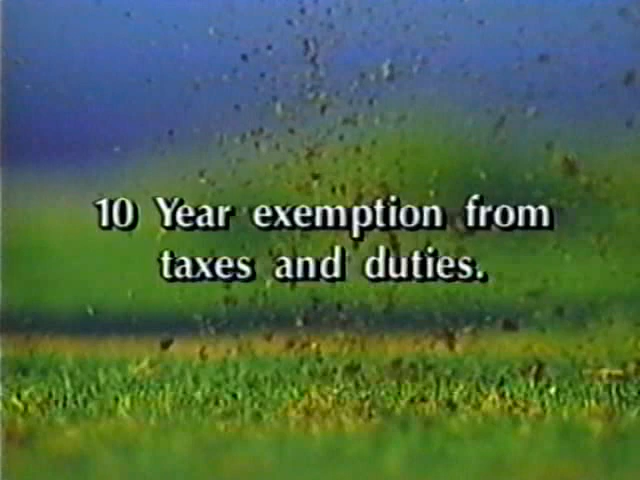 10 Year exemption from
taxes and duties.